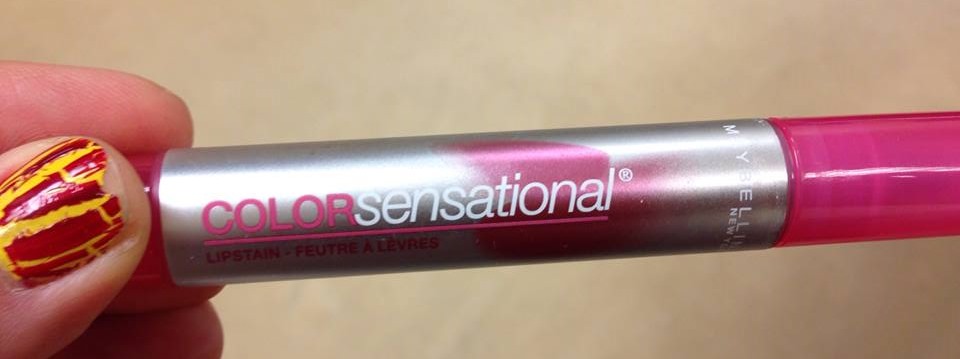 COLORsensational®
LIPSTAIN - FEUTRE À LÈVRES
MAYBELLINE
NEW YORK